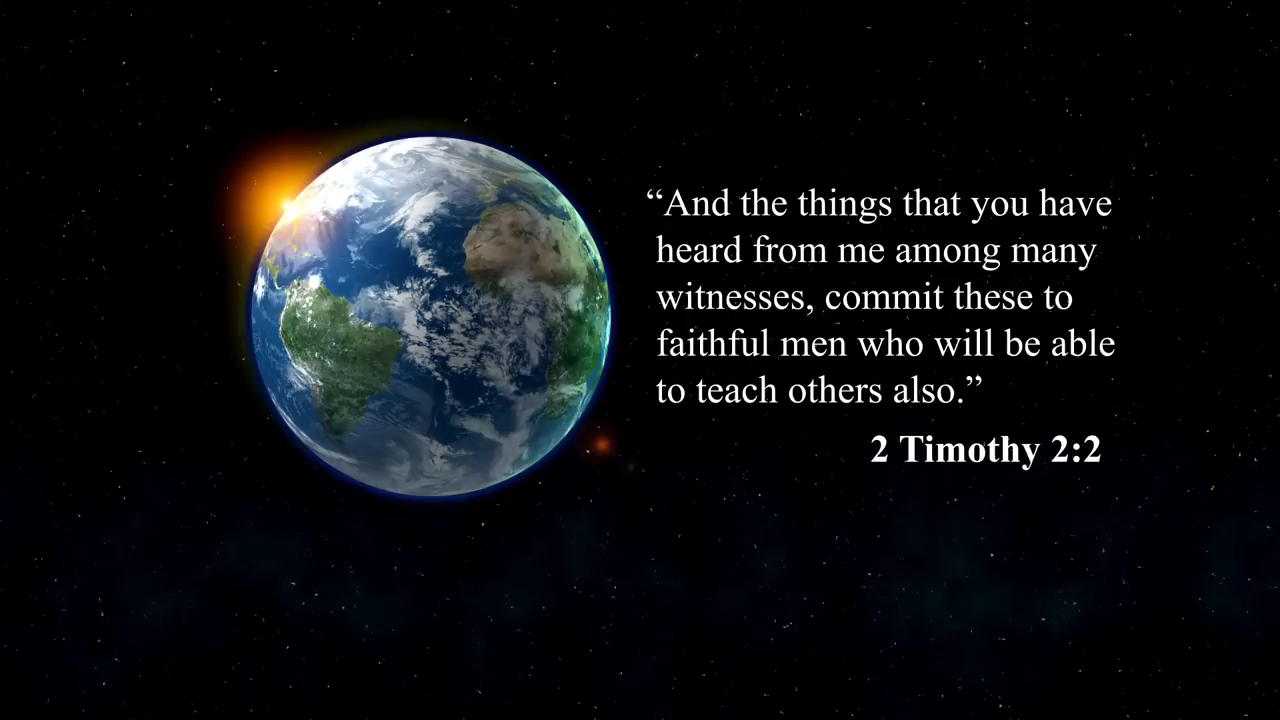 “And the things that you have
heard from me among many
witnesses, commit these to
faithful men who will be able
to teach others also.”
2 Timothy 2:2